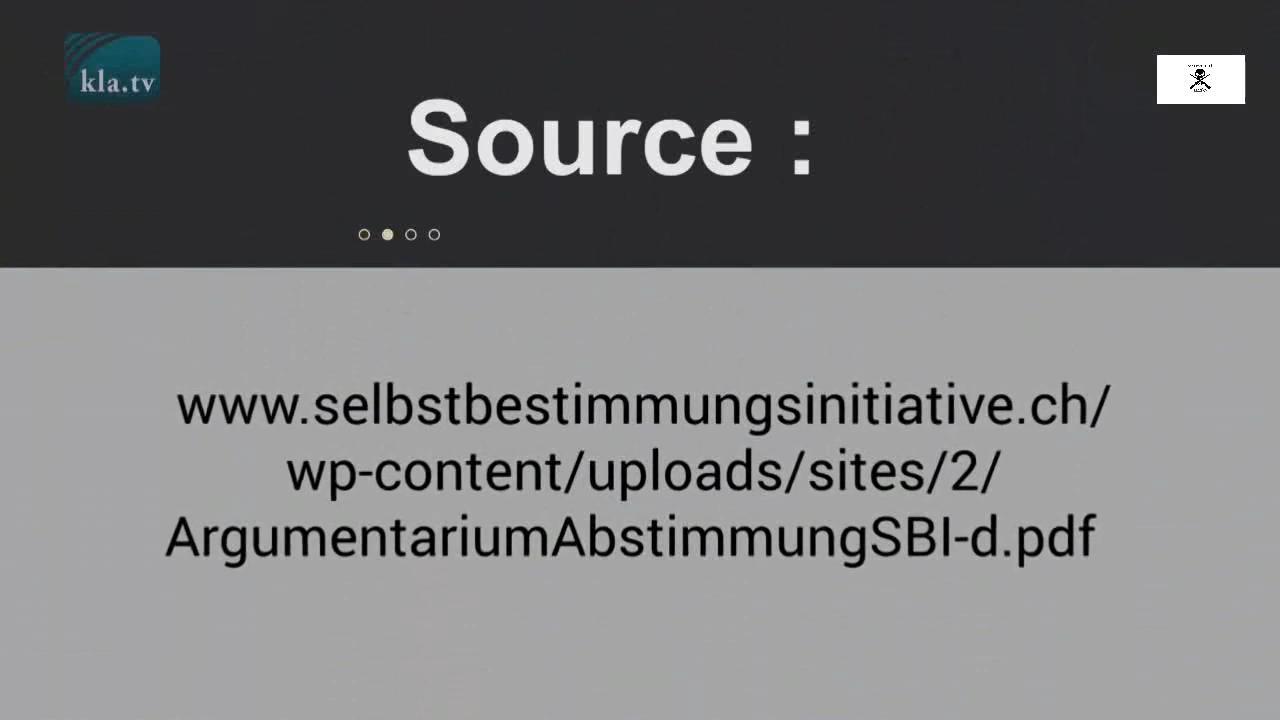 kla.tv
Source :
www.selbstbestimmungsinitiative.ch/
wp-content/uploads/sites/2/
ArgumentariumAbstimmungSBI-d.pdf